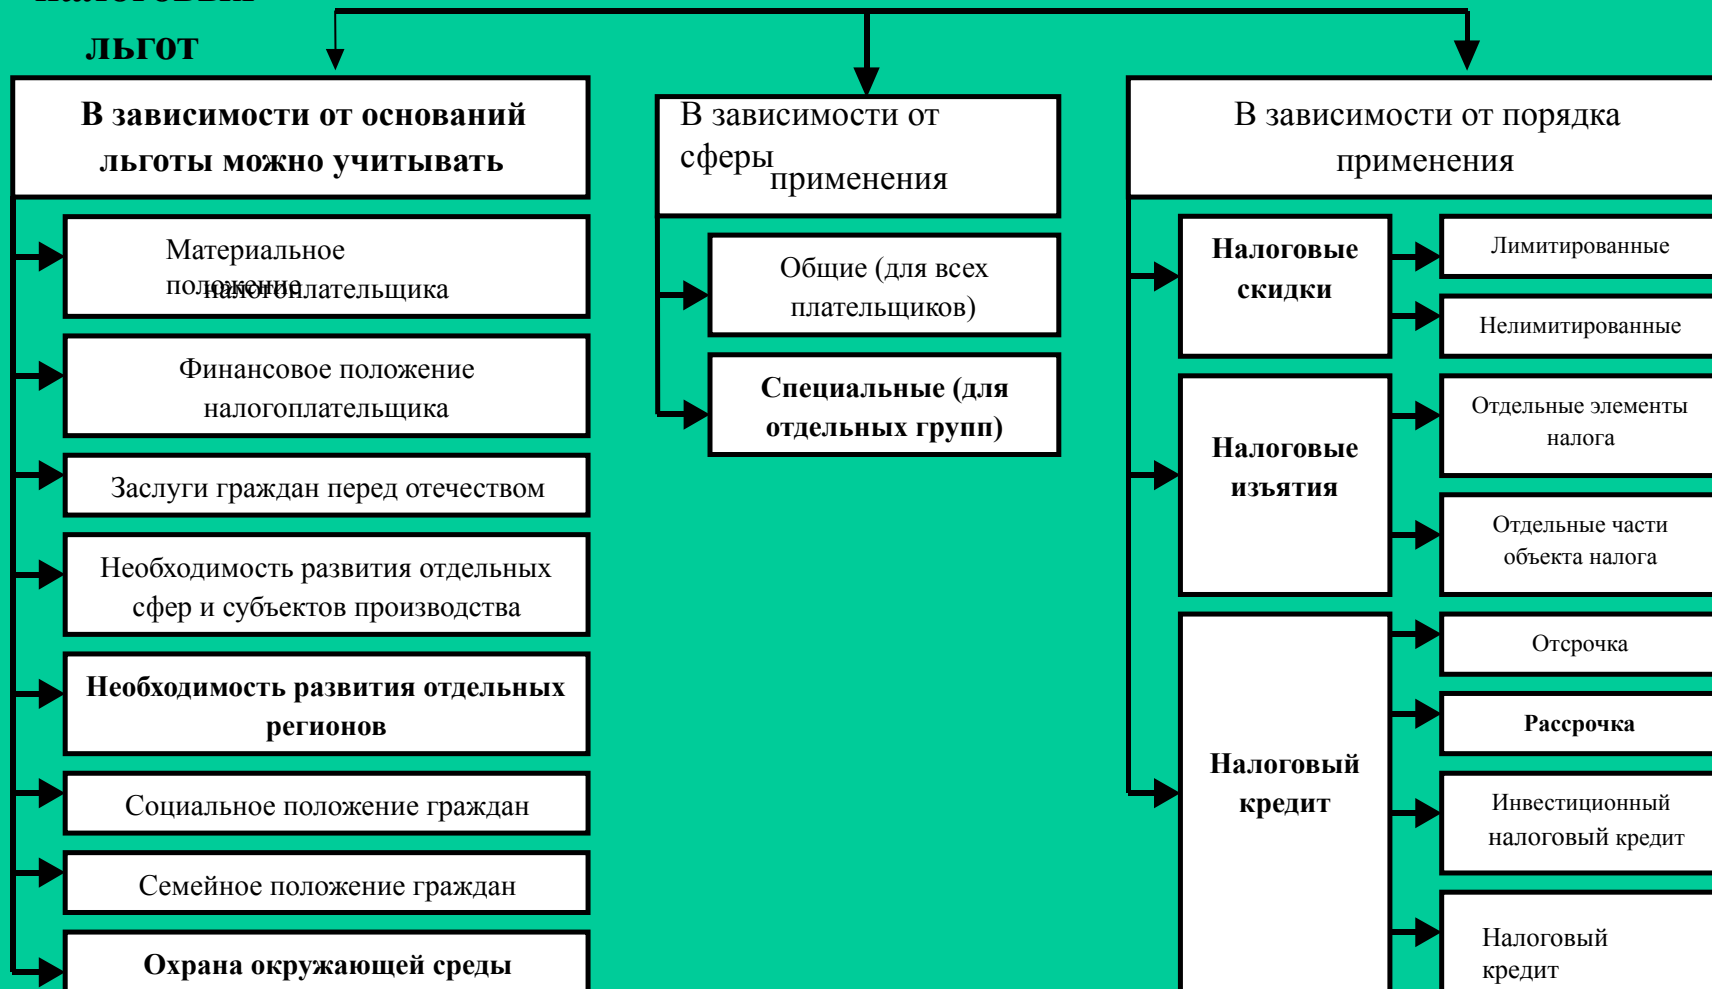 льгот
В зависимости от оснований
льготы можно учитывать
Материальное
положение
налогоплательщика
Финансовое положение
налогоплательщика
Заслуги граждан перед отечеством
Необходимость развития отдельных
сфер и субъектов производства
Необходимость развития отдельных
регионов
Социальное положение граждан
Семейное положение граждан
Охрана окружающей среды
В зависимости от
сферы
применения
Общие (для всех
плательщиков)
Специальные (для
отдельных групп)
В зависимости от порядка
применения
Налоговые
скидки
Лимитированные
Нелимитированные
Налоговые
изъятия
Отдельные элементы
налога
Отдельные части
объекта налога
Налоговый
кредит
Отсрочка
Рассрочка
Инвестиционный
налоговый кредит
Налоговый
кредит